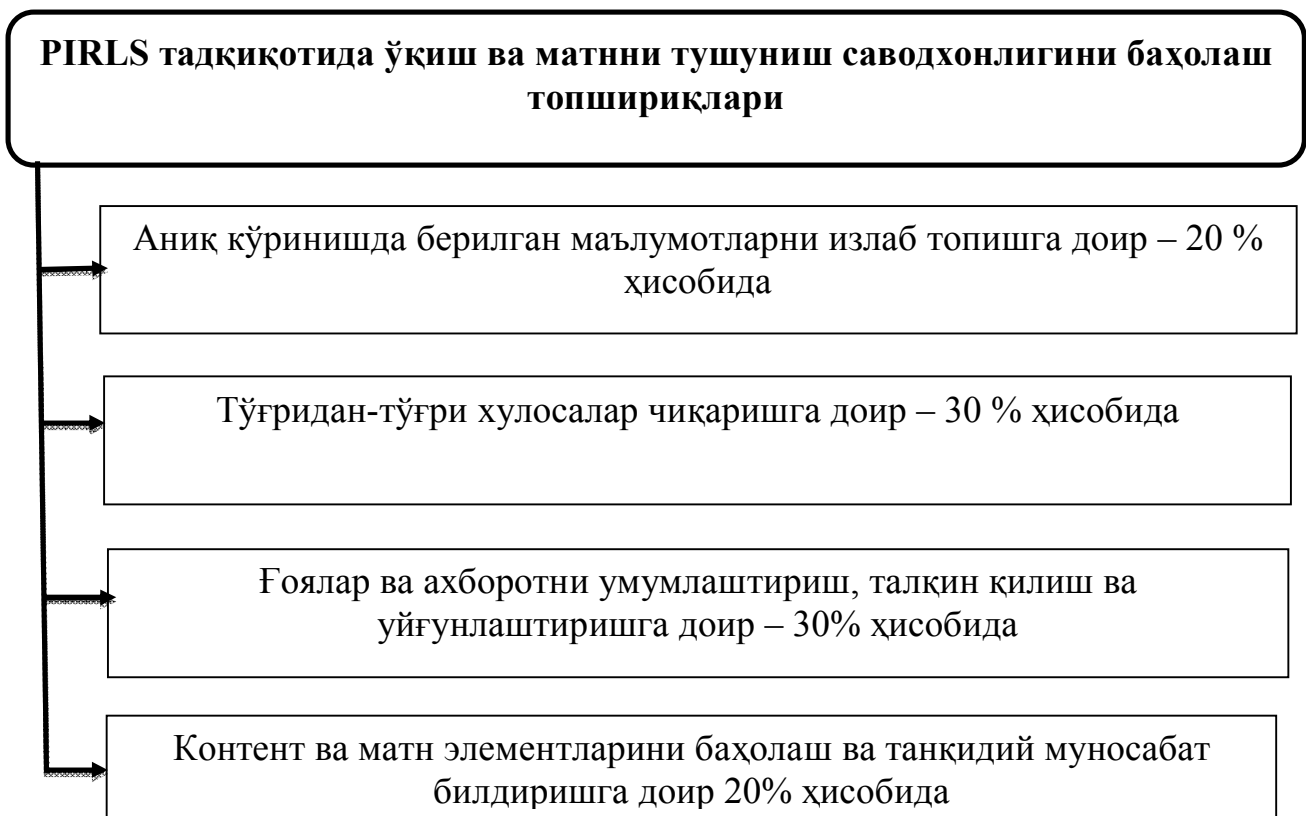 PIRLS тадқиқотида ўқиш ва матнни тушуниш саводхонлигини баҳолаш
топшириқлари
Аниқ кўринишда берилган маълумотларни излаб топишга доир – 20 %
ҳисобида
Тўғридан-тўғри хулосалар чиқаришга доир – 30 % ҳисобида
Ғоялар ва ахборотни умумлаштириш, талқин қилиш ва
уйғунлаштиришга доир – 30% ҳисобида
Контент ва матн элементларини баҳолаш ва танқидий муносабат
билдиришга доир 20% ҳисобида